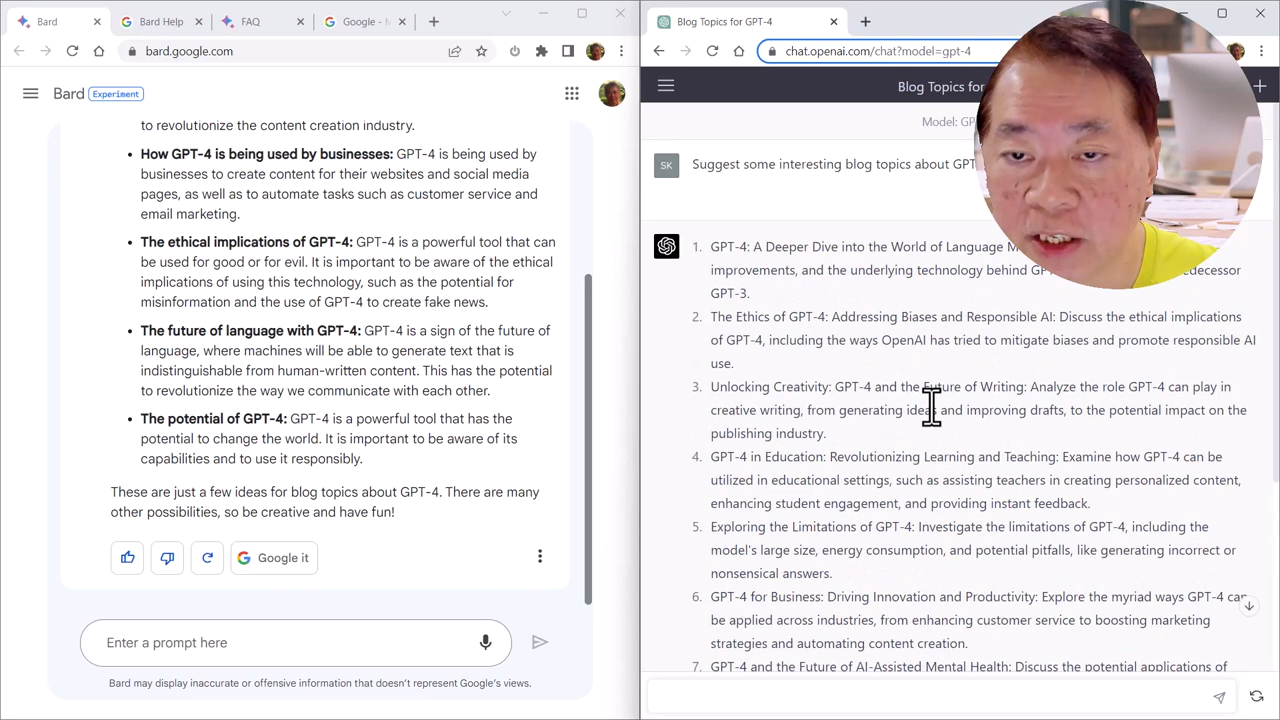 Bard
Bard Help
FAQ
Google - M
Blog Topics for GPT-4
bard.google.com
chat.openai.com/chat?model=gpt-4
Bard Experiment
Blog Topics for
Model: GP
to revolutionize the content creation industry.
How GPT-4 is being used by businesses: GPT-4 is being used by
businesses to create content for their websites and social media
pages, as well as to automate tasks such as customer service and
email marketing.
The ethical implications of GPT-4: GPT-4 is a powerful tool that can
be used for good or for evil. It is important to be aware of the ethical
implications of using this technology, such as the potential for
misinformation and the use of GPT-4 to create fake news.
The future of language with GPT-4: GPT-4 is a sign of the future of
language, where machines will be able to generate text that is
indistinguishable from human-written content. This has the potential
to revolutionize the way we communicate with each other.
The potential of GPT-4: GPT-4 is a powerful tool that has the
potential to change the world. It is important to be aware of its
capabilities and to use it responsibly.
These are just a few ideas for blog topics about GPT-4. There are many
other possibilities, so be creative and have fun!
Google it
Enter a prompt here
Bard may display inaccurate or offensive information that doesn't represent Google's views.
SK
Suggest some interesting blog topics about GPT
1. GPT-4: A Deeper Dive into the World of Language M
improvements, and the underlying technology behind GP decessor
GPT-3.
2. The Ethics of GPT-4: Addressing Biases and Responsible AI: Discuss the ethical implications
of GPT-4, including the ways OpenAI has tried to mitigate biases and promote responsible AI
use.
3. Unlocking Creativity: GPT-4 and the Future of Writing: Analyze the role GPT-4 can play in
creative writing, from generating ideas and improving drafts, to the potential impact on the
publishing industry.
4. GPT-4 in Education: Revolutionizing Learning and Teaching: Examine how GPT-4 can be
utilized in educational settings, such as assisting teachers in creating personalized content,
enhancing student engagement, and providing instant feedback.
5. Exploring the Limitations of GPT-4: Investigate the limitations of GPT-4, including the
model's large size, energy consumption, and potential pitfalls, like generating incorrect or
nonsensical answers.
6. GPT-4 for Business: Driving Innovation and Productivity: Explore the myriad ways GPT-4 can
be applied across industries, from enhancing customer service to boosting marketing
strategies and automating content creation.
7. GPT-4 and the Future of AI-Assisted Mental Health: Discuss the potential applications of